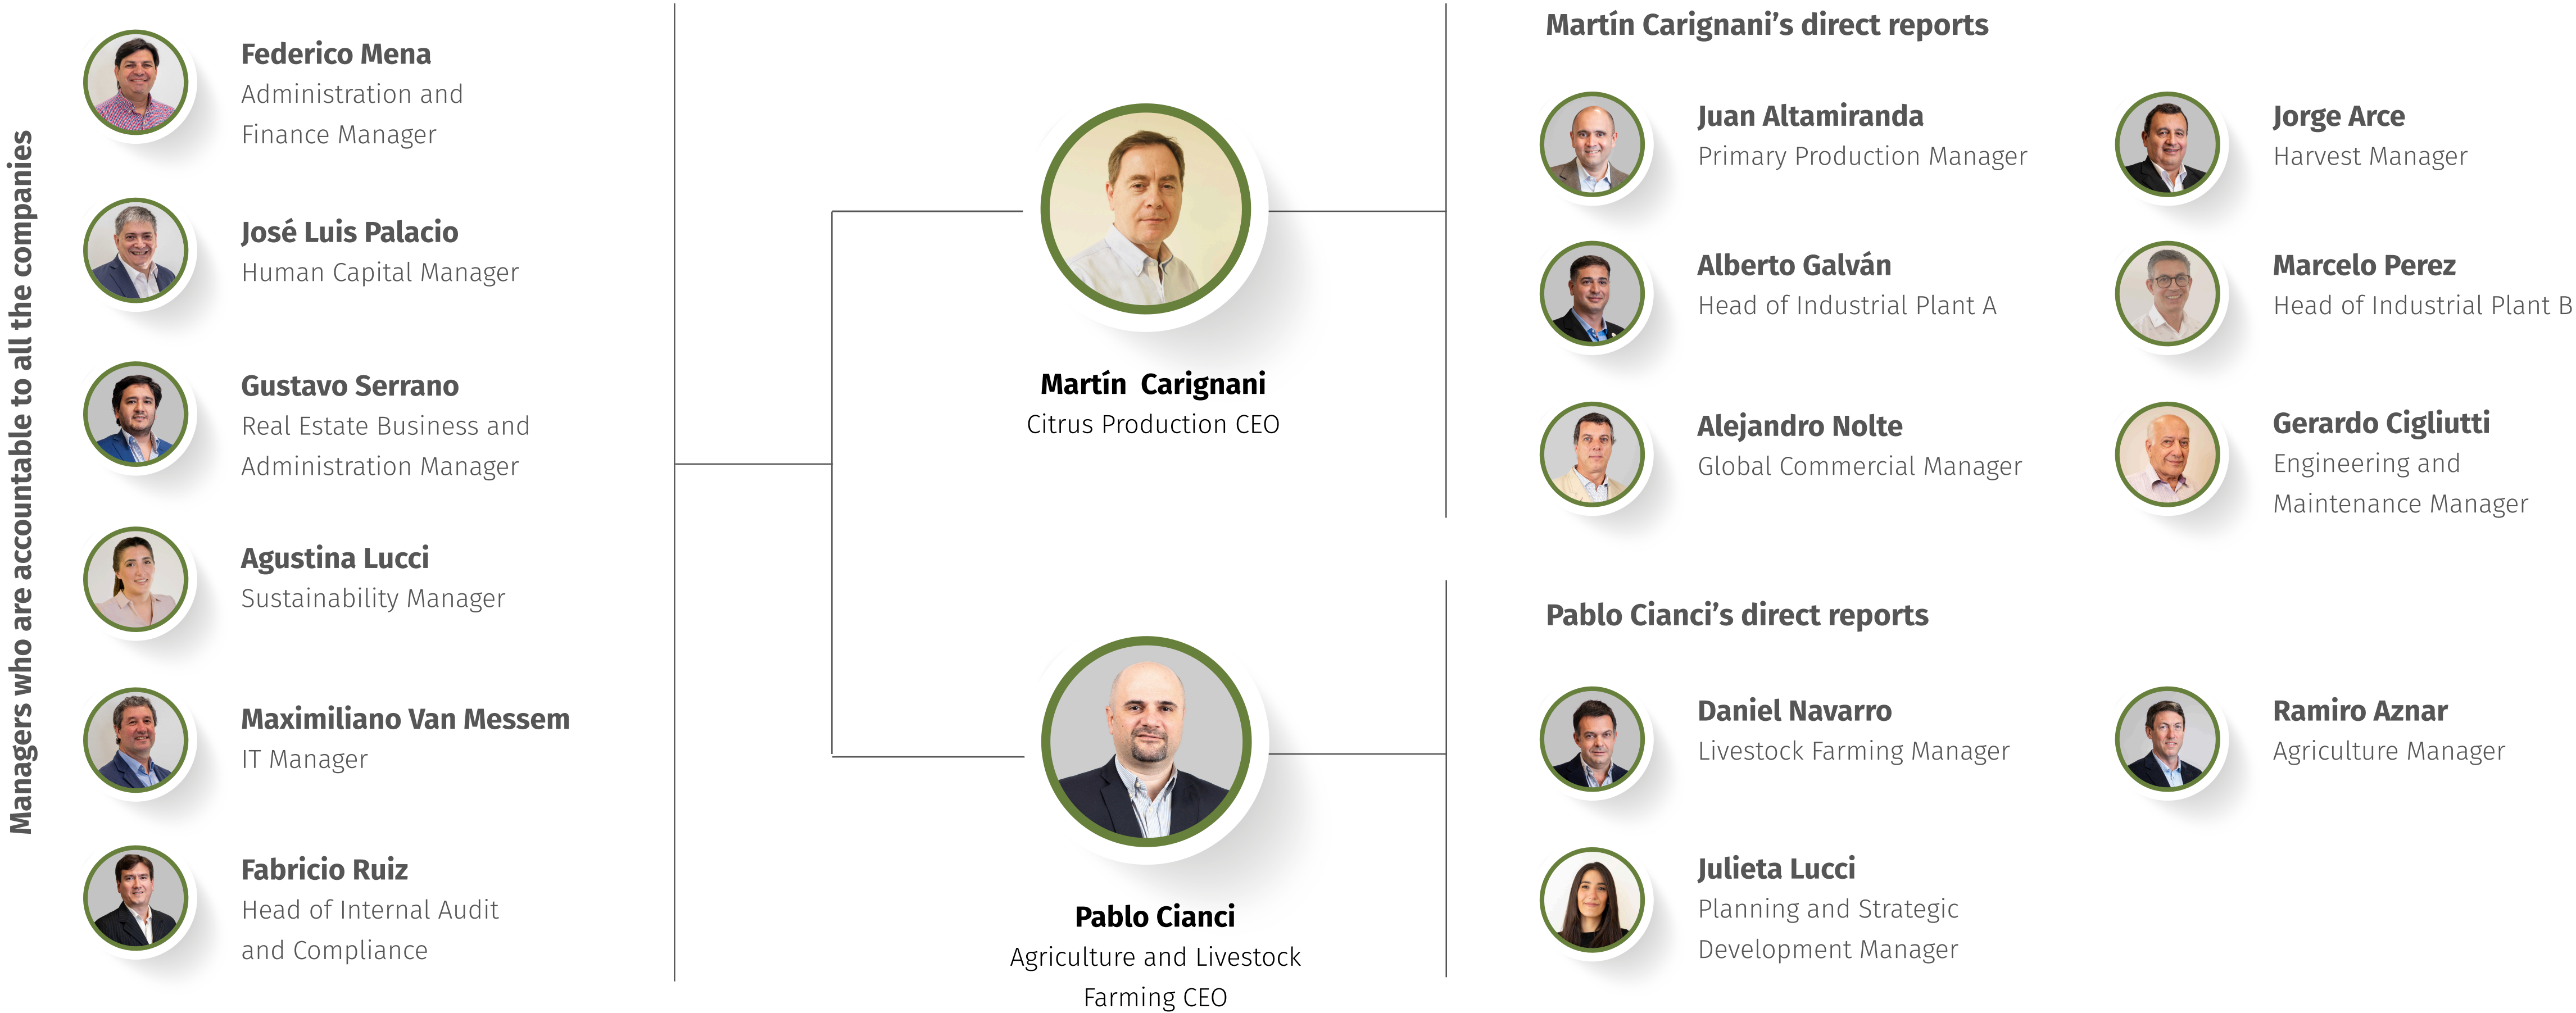 Managers who are accountable to all the companies
Federico Mena
Administration and
Finance Manager
José Luis Palacio
Human Capital Manager
Gustavo Serrano
Real Estate Business and
Administration Manager
Agustina Lucci
Sustainability Manager
Maximiliano Van Messem
IT Manager
Fabricio Ruiz
Head of Internal Audit
and Compliance
Martín Carignani
Citrus Production CEO
Pablo Cianci
Agriculture and Livestock
Farming CEO
Martín Carignani’s direct reports
Juan Altamiranda
Primary Production Manager
Jorge Arce
Harvest Manager
Alberto Galván
Head of Industrial Plant A
Marcelo Perez
Head of Industrial Plant B
Alejandro Nolte
Global Commercial Manager
Gerardo Cigliutti
Engineering and
Maintenance Manager
Pablo Cianci’s direct reports
Daniel Navarro
Livestock Farming Manager
Ramiro Aznar
Agriculture Manager
Julieta Lucci
Planning and Strategic
Development Manager